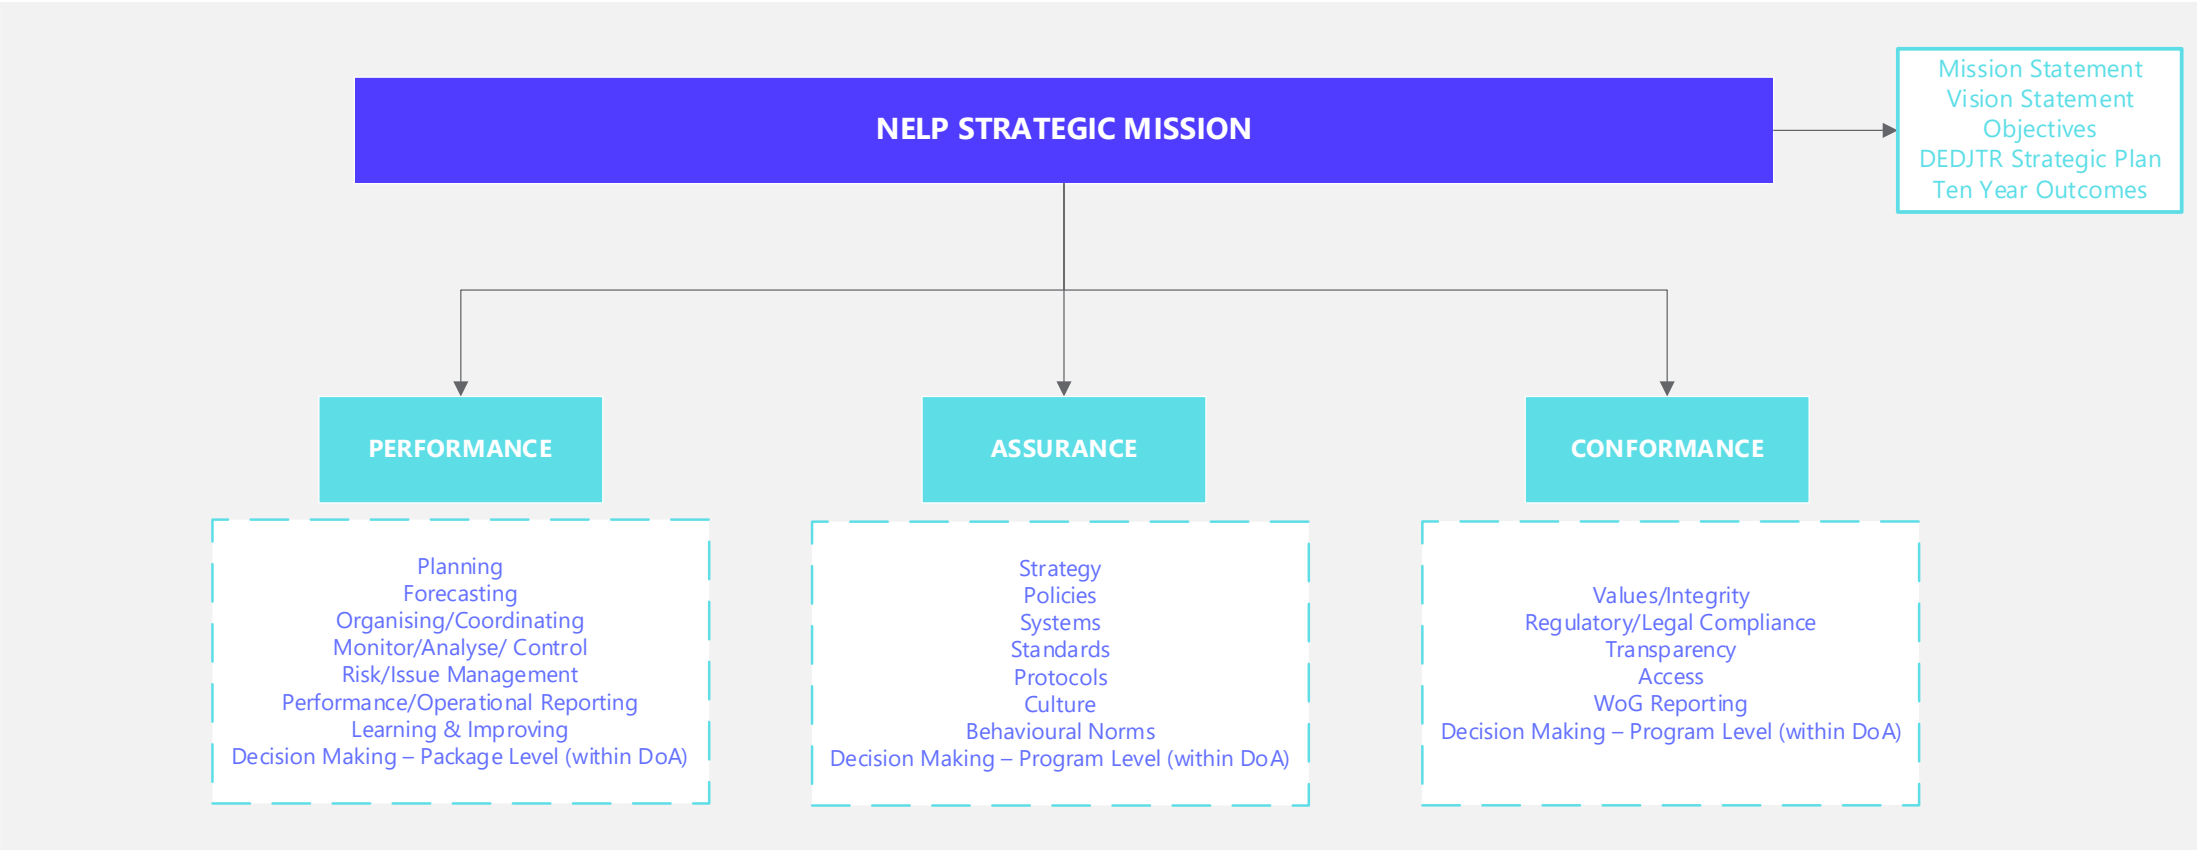 NELP STRATEGIC MISSION
Mission Statement
Vision Statement
Objectives
DEDJTR Strategic Plan
Ten Year Outcomes
PERFORMANCE
Planning
Forecasting
Organising/Coordinating
Monitor/Analyse/ Control
Risk/Issue Management
Performance/Operational Reporting
Learning & Improving
Decision Making – Package Level (within DoA)
ASSURANCE
Strategy
Policies
Systems
Standards
Protocols
Culture
Behavioural Norms
Decision Making – Program Level (within DoA)
CONFORMANCE
Values/Integrity
Regulatory/Legal Compliance
Transparency
Access
WoG Reporting
Decision Making – Program Level (within DoA)